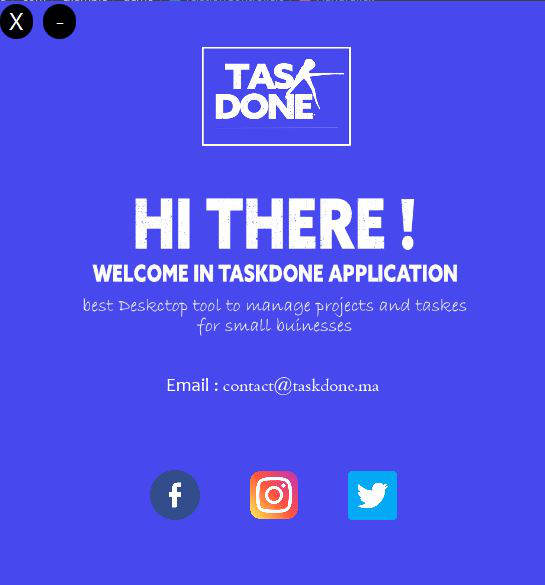 X -
TASK
DONE
HI THERE !
WELCOME IN TASKDONE APPLICATION
best Deskctop tool to manage projects and taskes
for small buinesses
Email : contact@taskdone.ma